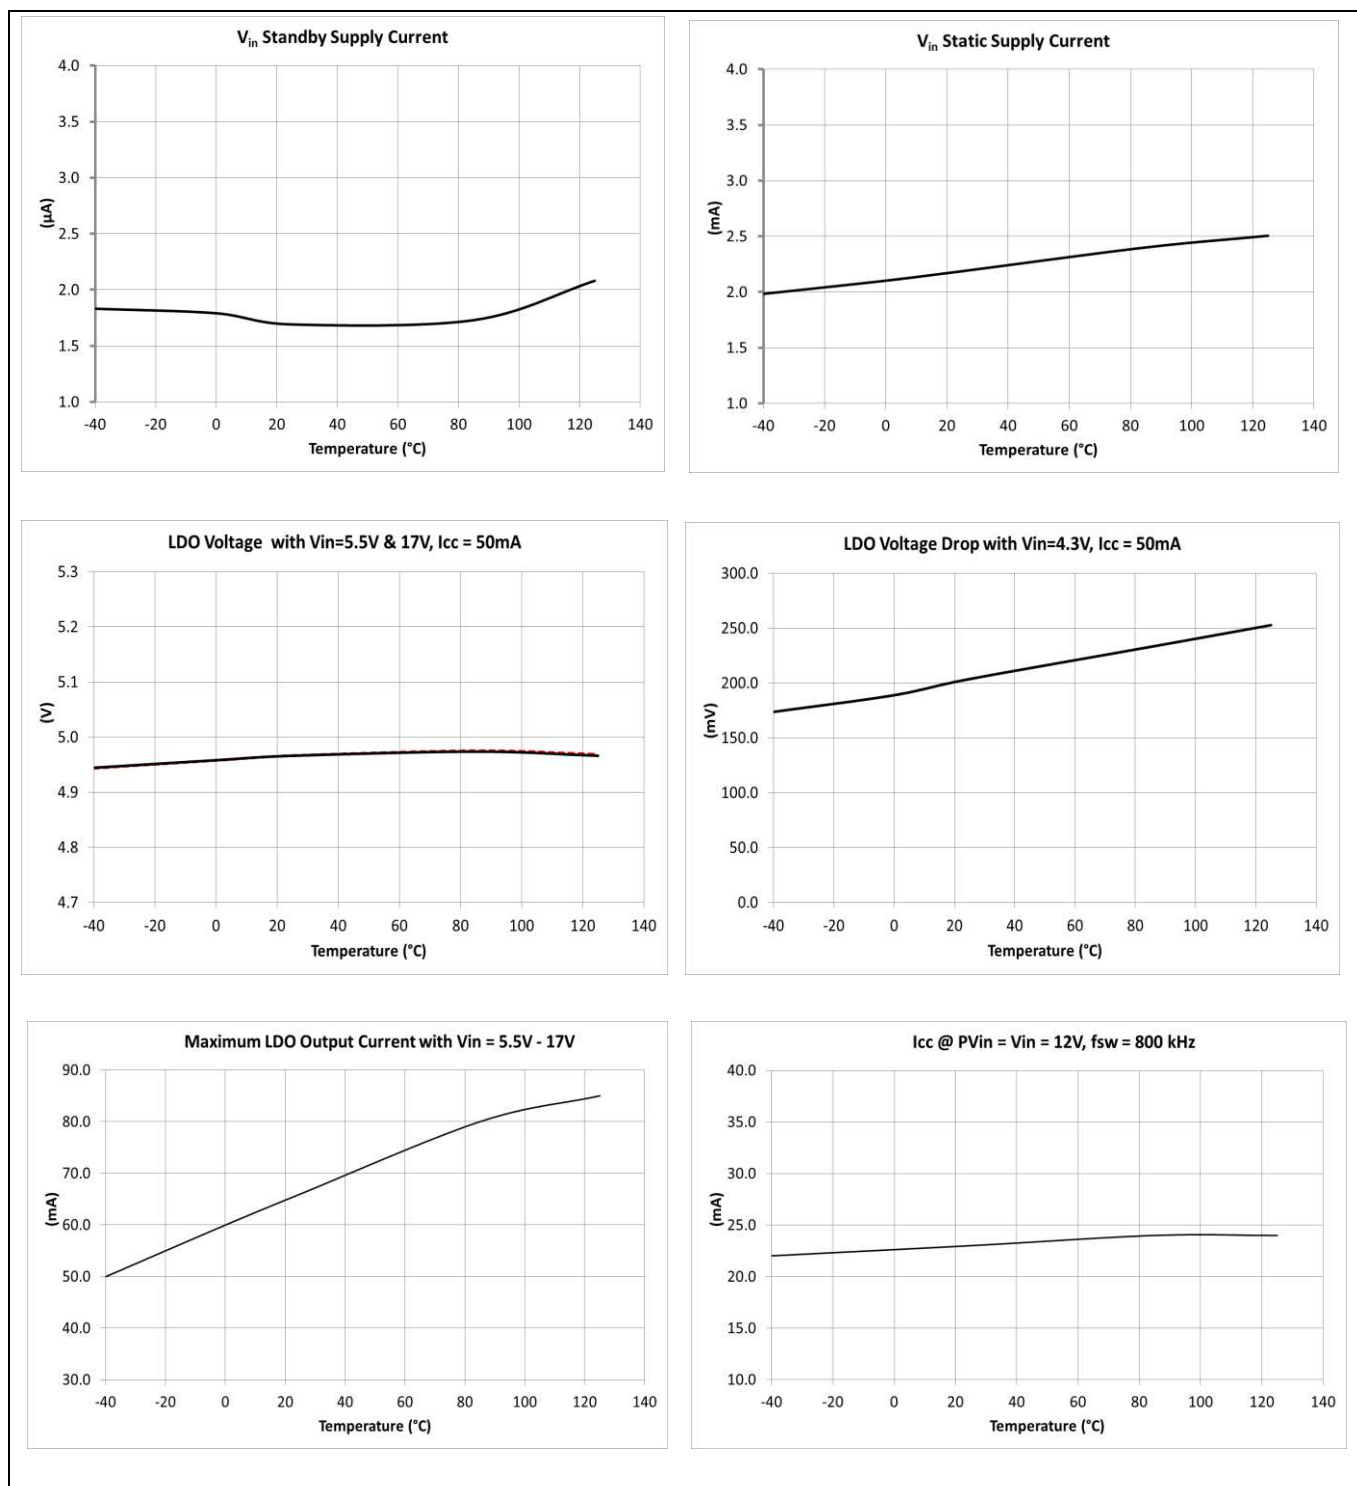 V_in Standby Supply Current
4.0
3.5
3.0
2.5
2.0
1.5
1.0
(µA)
-40 -20 0 20 40 60 80 100 120 140
Temperature (°C)
V_in Static Supply Current
4.0
3.5
3.0
2.5
2.0
1.5
1.0
(mA)
-40 -20 0 20 40 60 80 100 120 140
Temperature (°C)
LDO Voltage with Vin=5.5V & 17V, Icc = 50mA
5.3
5.2
5.1
5.0
4.9
4.8
4.7
(V)
-40 -20 0 20 40 60 80 100 120 140
Temperature (°C)
LDO Voltage Drop with Vin=4.3V, Icc = 50mA
300.0
250.0
200.0
150.0
100.0
50.0
0.0
(mV)
-40 -20 0 20 40 60 80 100 120 140
Temperature (°C)
Maximum LDO Output Current with Vin = 5.5V - 17V
90.0
80.0
70.0
60.0
50.0
40.0
30.0
(mA)
-40 -20 0 20 40 60 80 100 120 140
Temperature (°C)
Icc @ PVin = Vin = 12V, fsw = 800 kHz
40.0
35.0
30.0
25.0
20.0
15.0
10.0
(mA)
-40 -20 0 20 40 60 80 100 120 140
Temperature (°C)